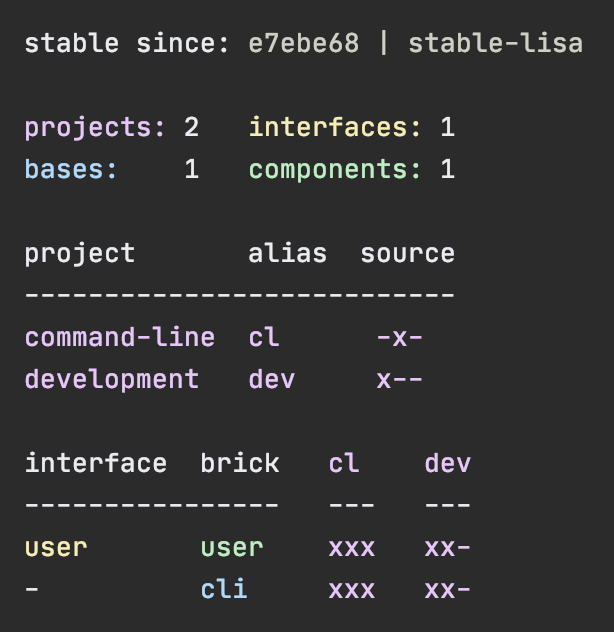 stable since: e7ebe68 | stable-lisa
projects: 2   interfaces: 1
bases:    1   components: 1
project       alias  source
---------------------------
command-line  cl      -x-
development   dev     x--
interface  brick   cl    dev
----------------   ---   ---
user       user    xxx   xx-
-          cli     xxx   xx-